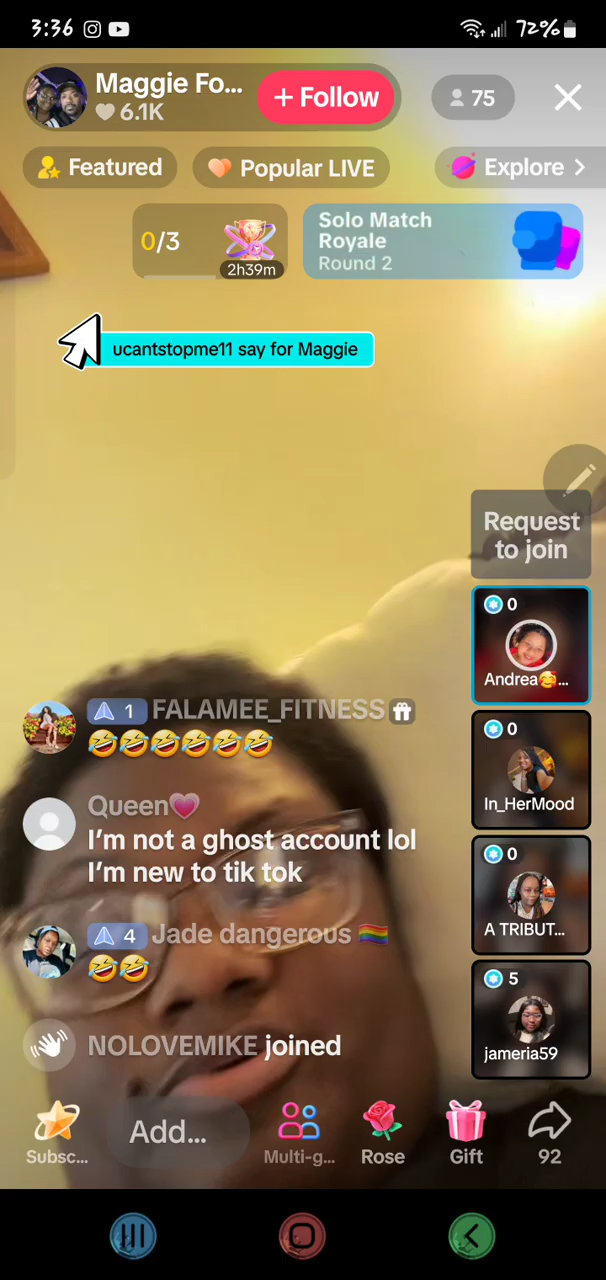 3:36
72%
Maggie Fo...
6.1K
+ Follow
75
Featured
Popular LIVE
Explore >
0/3
2h39m
Solo Match
Royale
Round 2
ucantstopme11 say for Maggie
Request
to join
0
Andrea🥰...
0
In_HerMood
0
A TRIBUT...
5
jameria59
1 FALAMEE_FITNESS
🤣🤣🤣🤣🤣🤣
Queen💗
I'm not a ghost account lol
I'm new to tik tok
4 Jade dangerous 🏳️‍🌈
🤣🤣
NOLOVEMIKE joined
Subsc...
Add...
Multi-g...
Rose
Gift
92